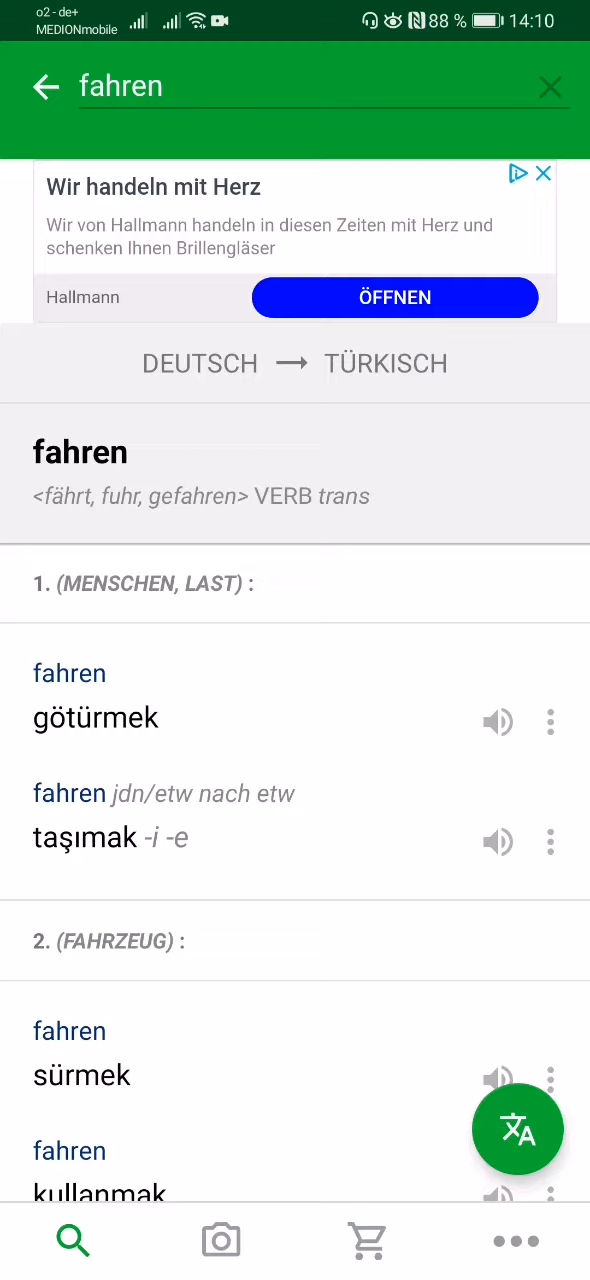 o2 - de+
MEDIONmobile
88 % 14:10
fahren
Wir handeln mit Herz
Wir von Hallmann handeln in diesen Zeiten mit Herz und
schenken Ihnen Brillengläser
Hallmann
ÖFFNEN
DEUTSCH → TÜRKISCH
fahren
<fährt, fuhr, gefahren> VERB trans
1. (MENSCHEN, LAST) :
fahren
götürmek
fahren jdn/etw nach etw
taşımak -i -e
2. (FAHRZEUG) :
fahren
sürmek
fahren
kullanmak